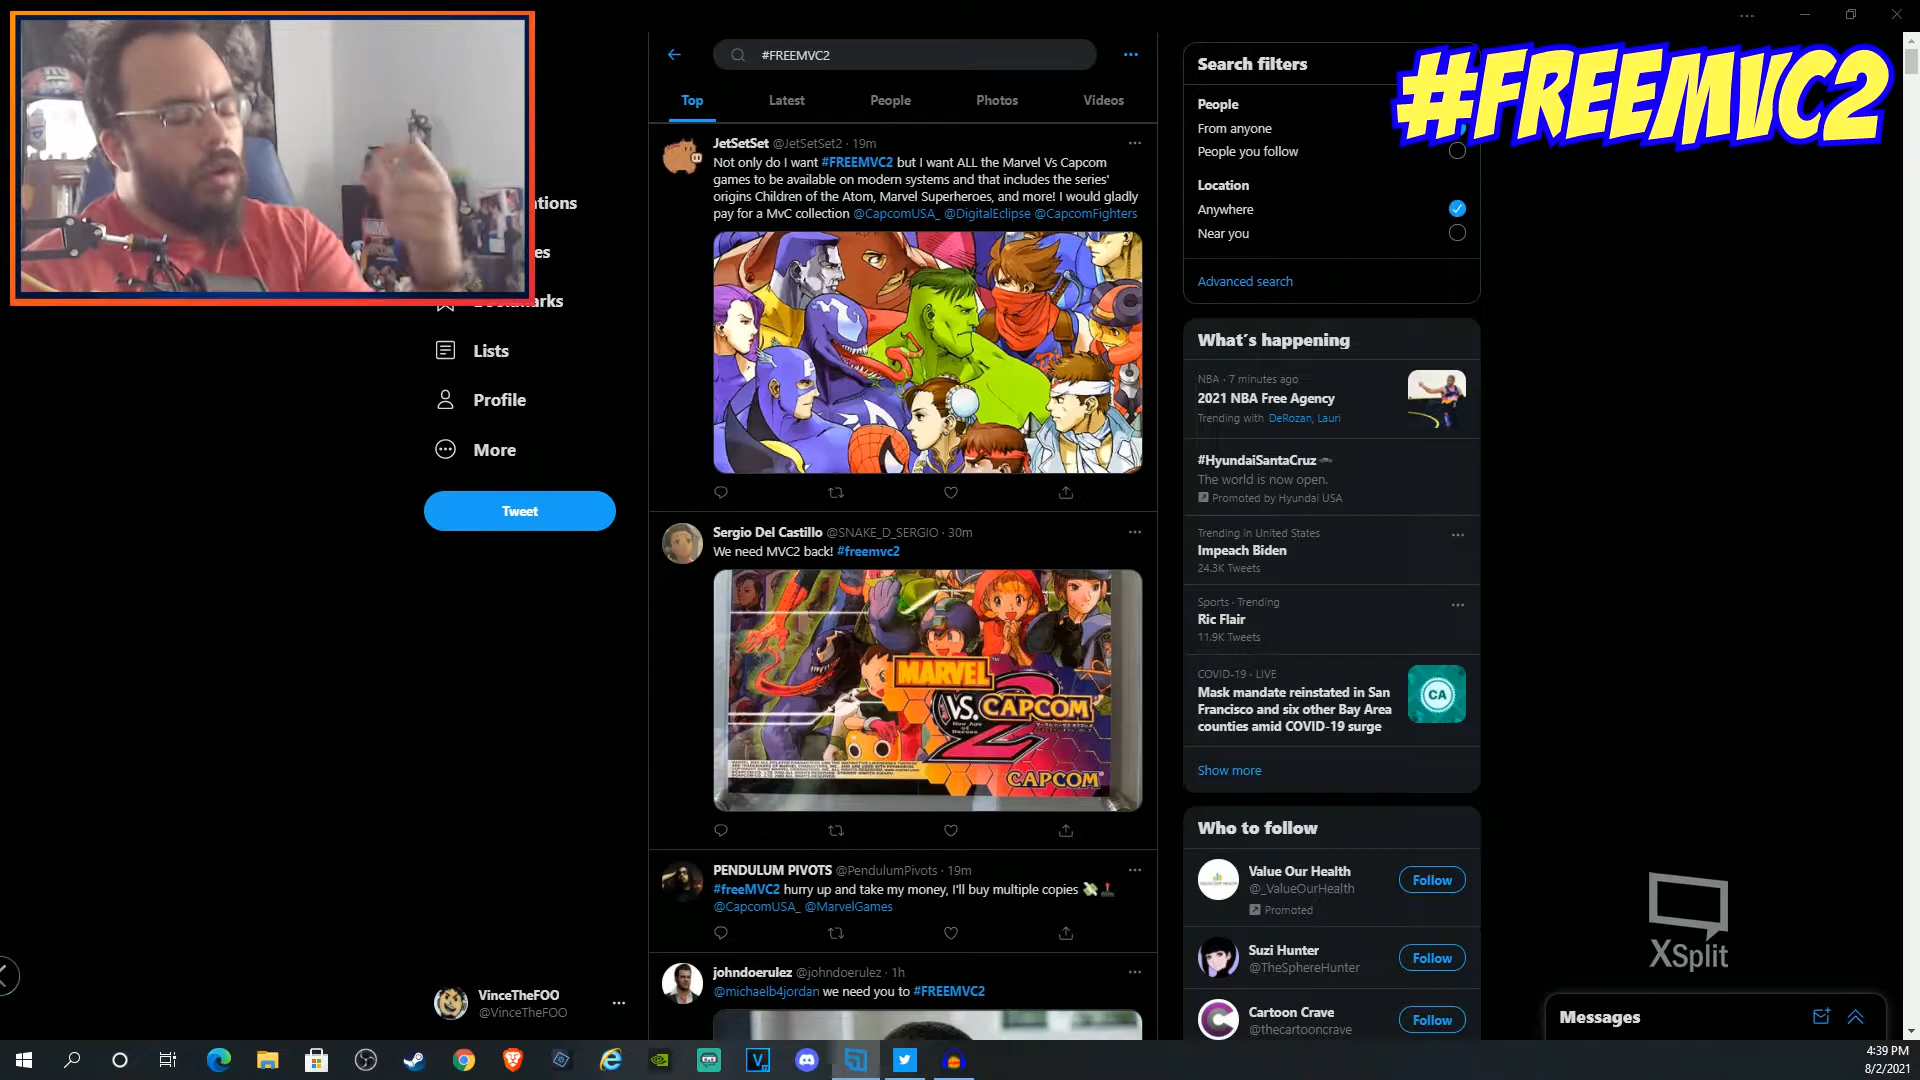 #FREEMVC2
#FREEMVC2
Top
Latest
People
Photos
Videos
ations
es
Bookmarks
Lists
Profile
More
Tweet
VinceTheFOO
@VinceTheFOO
JetSetSet @JetSetSet2 · 19m
Not only do I want #FREEMVC2 but I want ALL the Marvel Vs Capcom
games to be available on modern systems and that includes the series'
origins Children of the Atom, Marvel Superheroes, and more! I would gladly
pay for a MvC collection @CapcomUSA_ @DigitalEclipse @CapcomFighters
Sergio Del Castillo @SNAKE_D_SERGIO · 30m
We need MVC2 back! #freemvc2
MARVEL
VS. CAPCOM
2
New Age
of
Heroes
CAPCOM
PENDULUM PIVOTS @PendulumPivots · 19m
#freeMVC2 hurry up and take my money, I'll buy multiple copies
@CapcomUSA_ @MarvelGames
johndoerulez @johndoerulez · 1h
@michaelb4jordan we need you to #FREEMVC2
Search filters
People
From anyone
People you follow
Location
Anywhere
Near you
Advanced search
What's happening
NBA · 7 minutes ago
2021 NBA Free Agency
Trending with DeRozan, Lauri
#HyundaiSantaCruz
The world is now open.
Promoted by Hyundai USA
Trending in United States
Impeach Biden
24.3K Tweets
Sports · Trending
Ric Flair
11.9K Tweets
COVID-19 · LIVE
Mask mandate reinstated in San
Francisco and six other Bay Area
counties amid COVID-19 surge
CA
Show more
Who to follow
Value Our Health
@_ValueOurHealth
Promoted
Follow
Suzi Hunter
@TheSphereHunter
Follow
Cartoon Crave
@thecartooncrave
Follow
XSplit
Messages
4:39 PM
8/2/2021